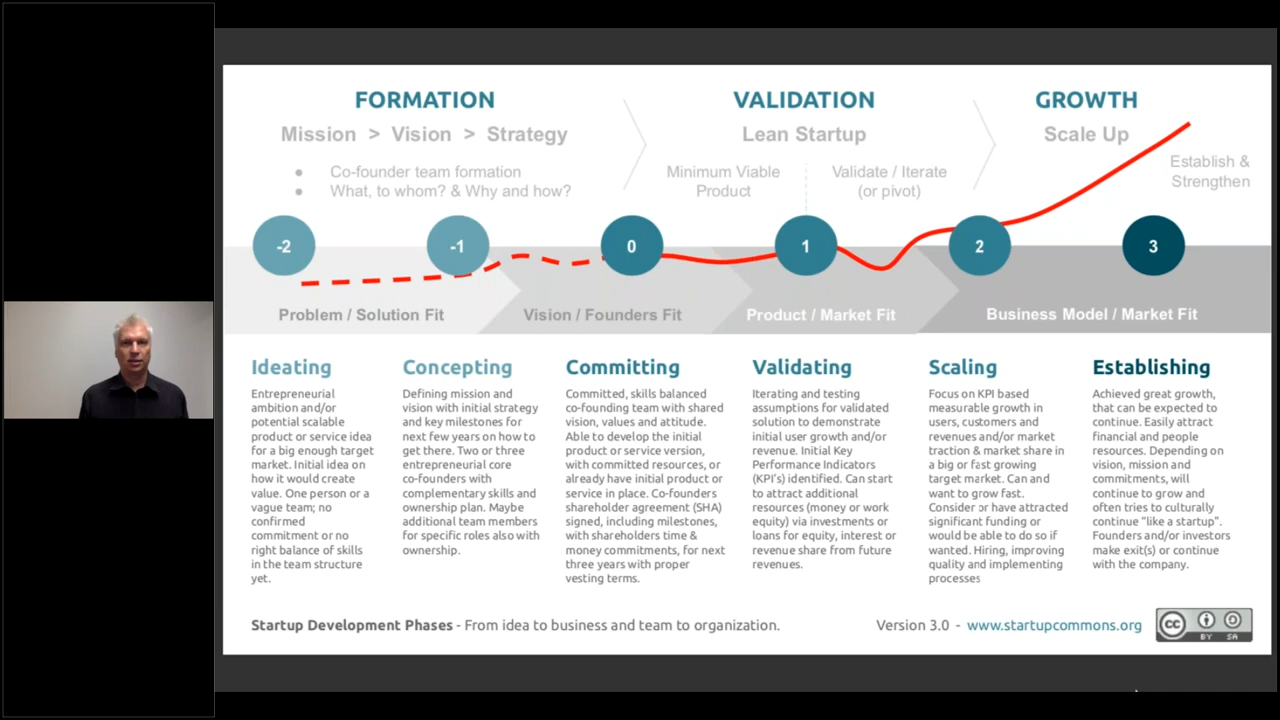 FORMATION
Mission > Vision > Strategy
● Co-founder team formation
● What, to whom? & Why and how?
VALIDATION
Lean Startup
Minimum Viable
Product
Validate / Iterate
(or pivot)
GROWTH
Scale Up
Establish &
Strengthen
-2
-1
0
1
2
3
Problem / Solution Fit
Vision / Founders Fit
Product / Market Fit
Business Model / Market Fit
Ideating
Entrepreneurial
ambition and/or
potential scalable
product or service idea
for a big enough target
market. Initial idea on
how it would create
value. One person or a
vague team; no
confirmed
commitment or no
right balance of skills
in the team structure
yet.
Concepting
Defining mission and
vision with initial strategy
and key milestones for
next few years on how to
get there. Two or three
entrepreneurial core
co-founders with
complementary skills and
ownership plan. Maybe
additional team members
for specific roles also with
ownership.
Committing
Committed, skills balanced
co-founding team with shared
vision, values and attitude.
Able to develop the initial
product or service version,
with committed resources, or
already have initial product or
service in place. Co-founders
shareholder agreement (SHA)
signed, including milestones,
with shareholders time &
money commitments, for next
three years with proper
vesting terms.
Validating
Iterating and testing
assumptions for validated
solution to demonstrate
initial user growth and/or
revenue. Initial Key
Performance Indicators
(KPI's) identified. Can start
to attract additional
resources (money or work
equity) via investments or
loans for equity, interest or
revenue share from future
revenues.
Scaling
Focus on KPI based
measurable growth in
users, customers and
revenues and/or market
traction & market share in
a big or fast growing
target market. Can and
want to grow fast.
Consider or have attracted
significant funding or
would be able to do so if
wanted. Hiring, improving
quality and implementing
processes
Establishing
Achieved great growth,
that can be expected to
continue. Easily attract
financial and people
resources. Depending on
vision, mission and
commitments, will
continue to grow and
often tries to culturally
continue "like a startup".
Founders and/or investors
make exit(s) or continue
with the company.
Startup Development Phases - From idea to business and team to organization.
Version 3.0 - www.startupcommons.org
cc BY SA